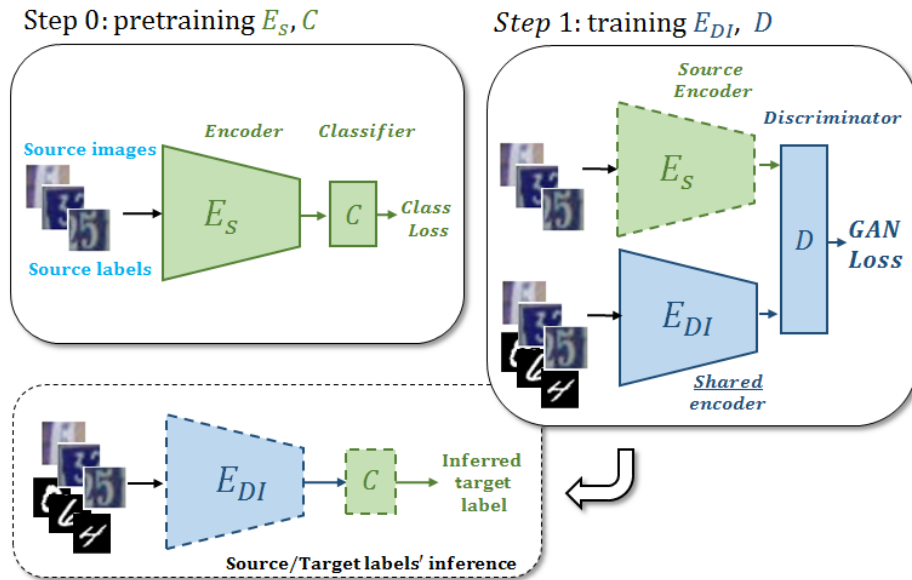 Step 0: pretraining E_s, C
Source images
Source labels
Encoder
E_s
Classifier
C
Class
Loss
Step 1: training E_DI, D
Source
Encoder
E_s
Discriminator
D
GAN
Loss
E_DI
Shared
encoder
E_DI
C
Inferred
target
label
Source/Target labels' inference